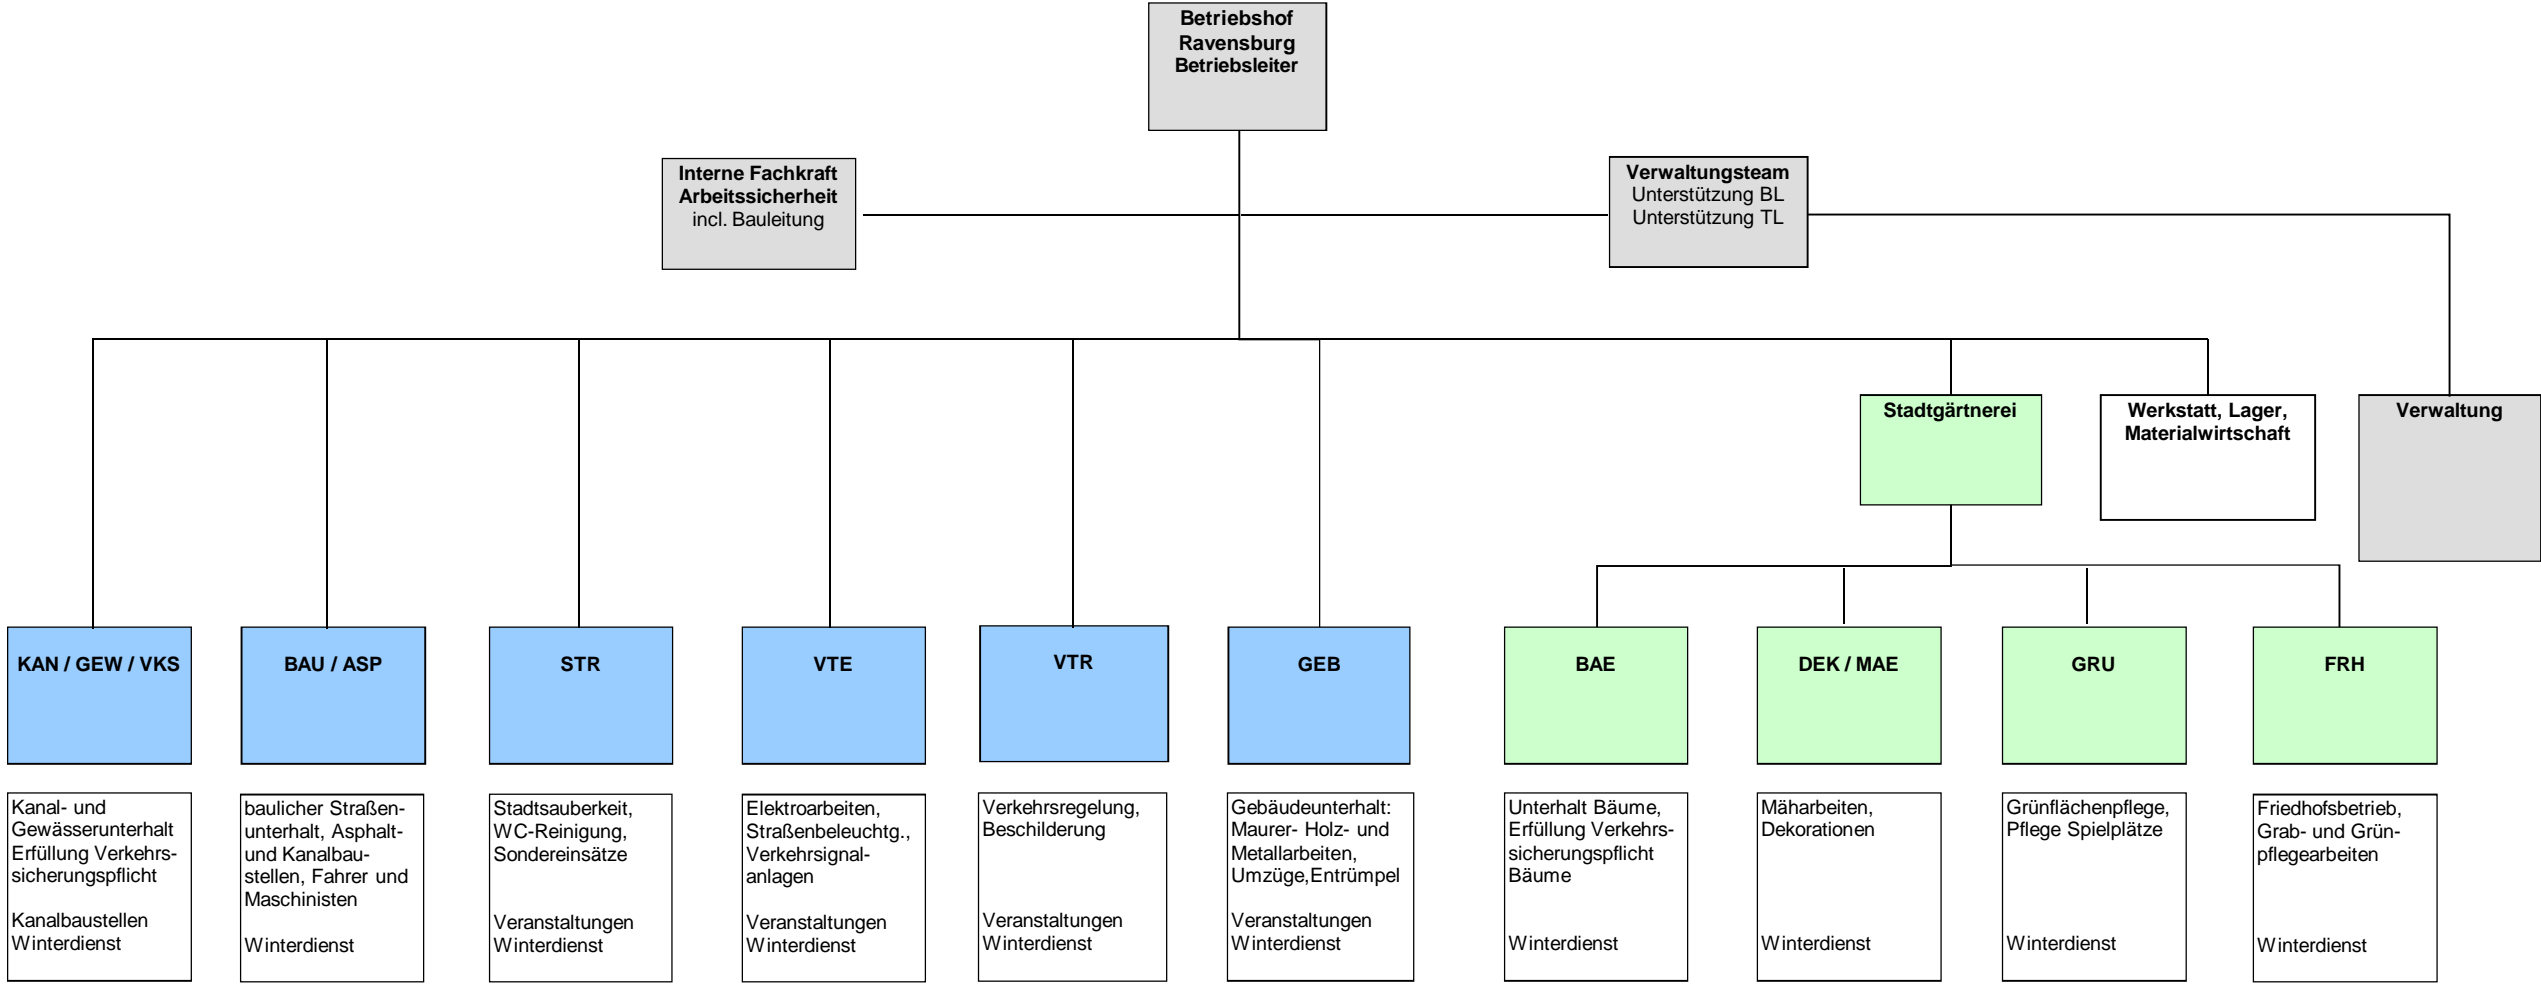 Betriebshof
Ravensburg
Betriebsleiter
Interne Fachkraft
Arbeitssicherheit
incl. Bauleitung
Verwaltungsteam
Unterstützung BL
Unterstützung TL
Stadtgärtnerei
Werkstatt, Lager,
Materialwirtschaft
Verwaltung
KAN / GEW / VKS
BAU / ASP
STR
VTE
VTR
GEB
BAE
DEK / MAE
GRU
FRH
Kanal- und
Gewässerunterhalt
Erfüllung Verkehrs-
sicherungspflicht
Kanalbaustellen
Winterdienst
baulicher Straßen-
unterhalt, Asphalt-
und Kanalbau-
stellen, Fahrer und
Maschinisten
Winterdienst
Stadtsauberkeit,
WC-Reinigung,
Sondereinsätze
Veranstaltungen
Winterdienst
Elektroarbeiten,
Straßenbeleuchtg.,
Verkehrsignal-
anlagen
Veranstaltungen
Winterdienst
Verkehrsregelung,
Beschilderung
Veranstaltungen
Winterdienst
Gebäudeunterhalt:
Maurer- Holz- und
Metallarbeiten,
Umzüge,Entrümpel
Veranstaltungen
Winterdienst
Unterhalt Bäume,
Erfüllung Verkehrs-
sicherungspflicht
Bäume
Winterdienst
Mäharbeiten,
Dekorationen
Winterdienst
Grünflächenpflege,
Pflege Spielplätze
Winterdienst
Friedhofsbetrieb,
Grab- und Grün-
pflegearbeiten
Winterdienst